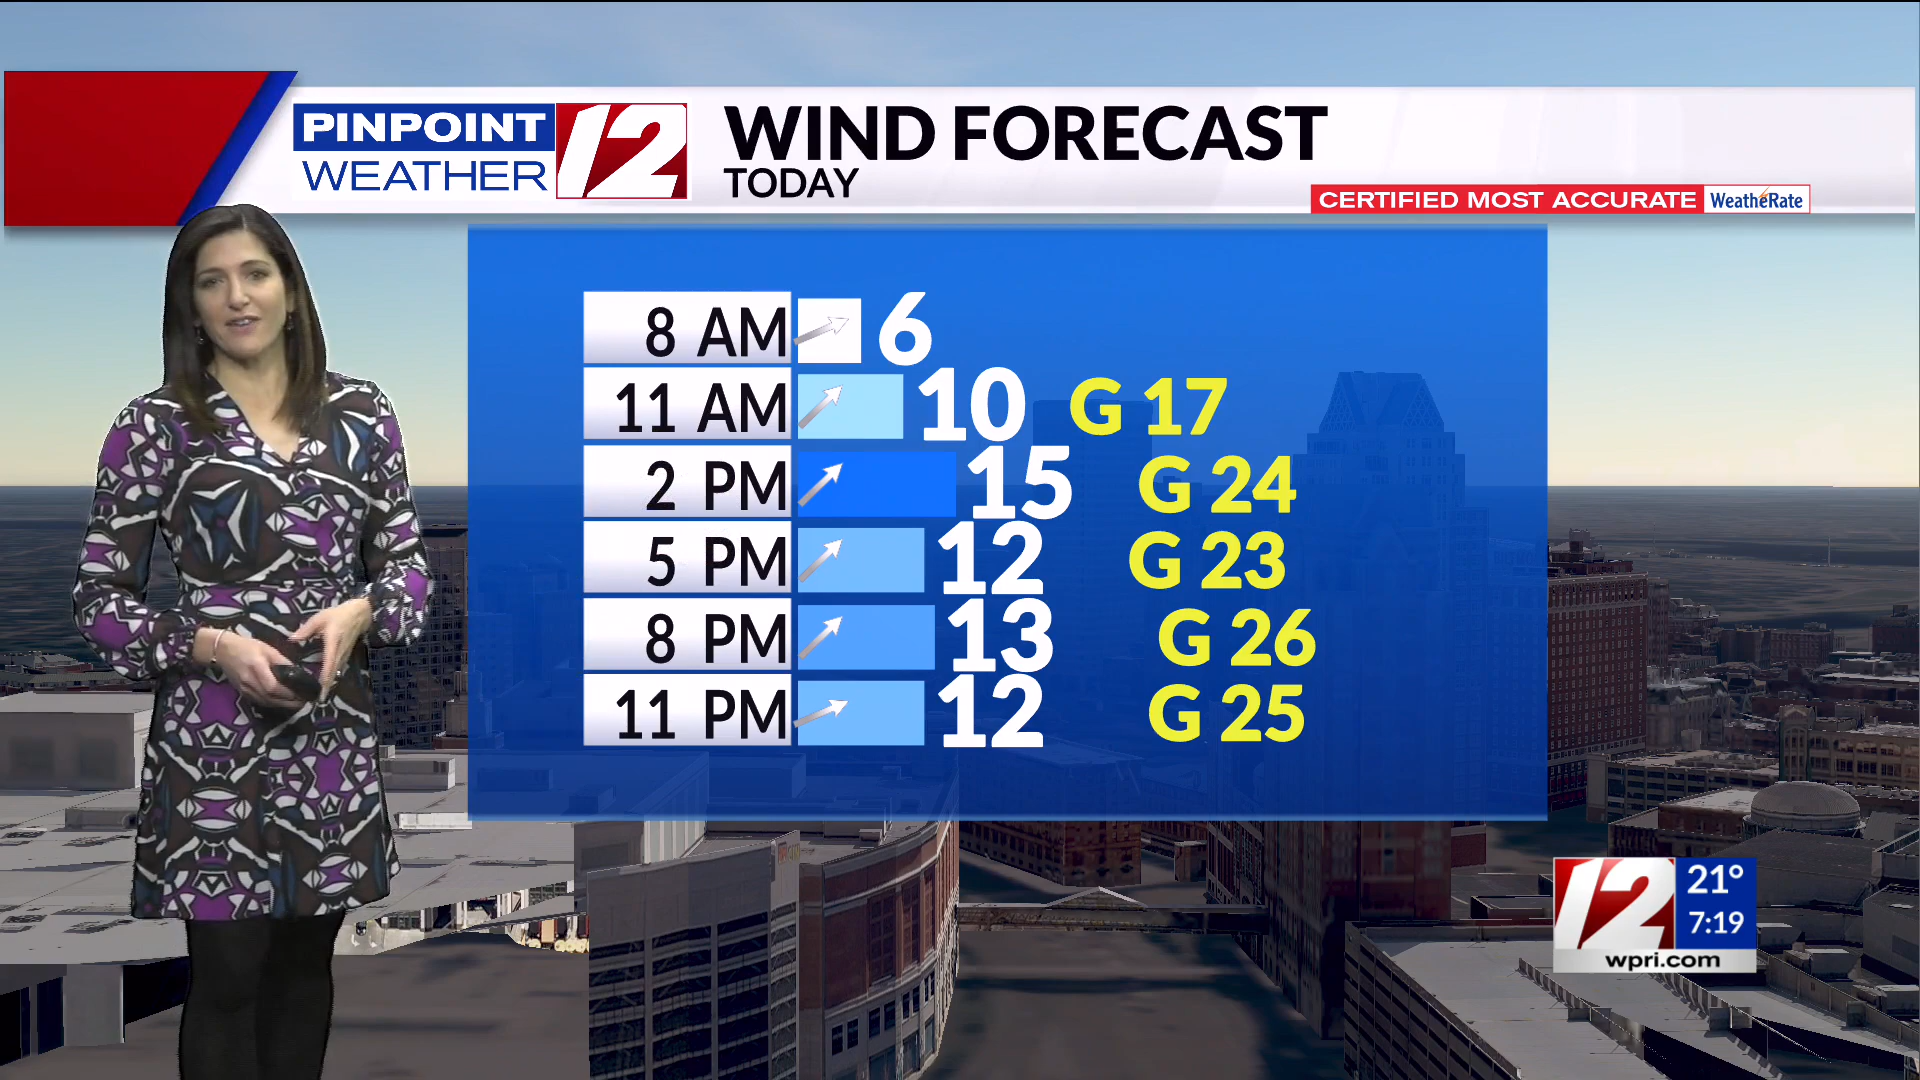 PINPOINT
WEATHER
12
WIND FORECAST
TODAY
CERTIFIED MOST ACCURATE WeatheRate
8 AM 6
11 AM 10 G 17
2 PM 15 G 24
5 PM 12 G 23
8 PM 13 G 26
11 PM 12 G 25
12
21°
7:19
wpri.com